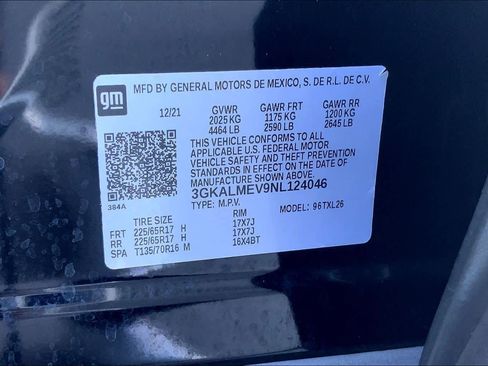 gm
MFD BY GENERAL MOTORS DE MEXICO, S. DE R.L. DE C.V.
12/21 GVWR GAWR FRT GAWR RR
2025 KG 1175 KG 1200 KG
4464 LB 2590 LB 2645 LB
THIS VEHICLE CONFORMS TO ALL
APPLICABLE U.S. FEDERAL MOTOR
VEHICLE SAFETY AND THEFT PREVENTION
STANDARDS IN EFFECT ON THE DATE OF
MANUFACTURE SHOWN ABOVE.
3GKALMEV9NL124046
384A
TYPE: M.P.V. MODEL: 96TXL26
TIRE SIZE RIM
FRT 225/65R17 H 17X7J
RR 225/65R17 H 17X7J
SPA T135/70R16 M 16X4BT